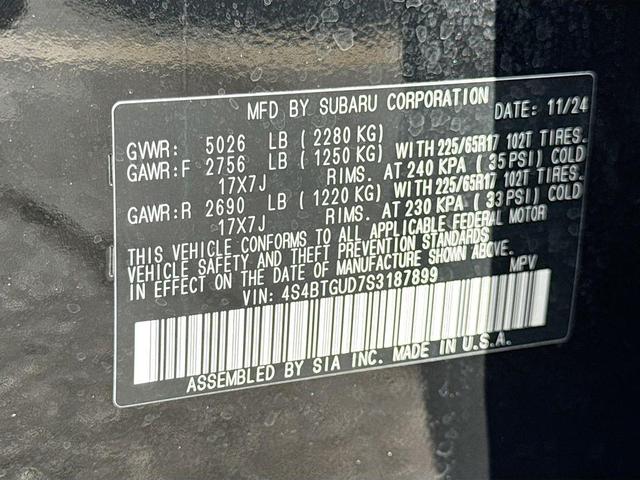 MFD BY SUBARU CORPORATION DATE: 11/24
GVWR: 5026 LB ( 2280 KG)
GAWR:F 2756 LB ( 1250 KG) WITH 225/65R17 102T TIRES.
17X7J RIMS. AT 240 KPA ( 35 PSI) COLD
GAWR:R 2690 LB ( 1220 KG) WITH 225/65R17 102T TIRES.
17X7J RIMS. AT 230 KPA ( 33 PSI) COLD
THIS VEHICLE CONFORMS TO ALL APPLICABLE FEDERAL MOTOR
VEHICLE SAFETY AND THEFT PREVENTION STANDARDS
IN EFFECT ON THE DATE OF MANUFACTURE SHOWN ABOVE.
VIN: 4S4BTGUD7S3187899 MPV
ASSEMBLED BY SIA INC. MADE IN U.S.A.